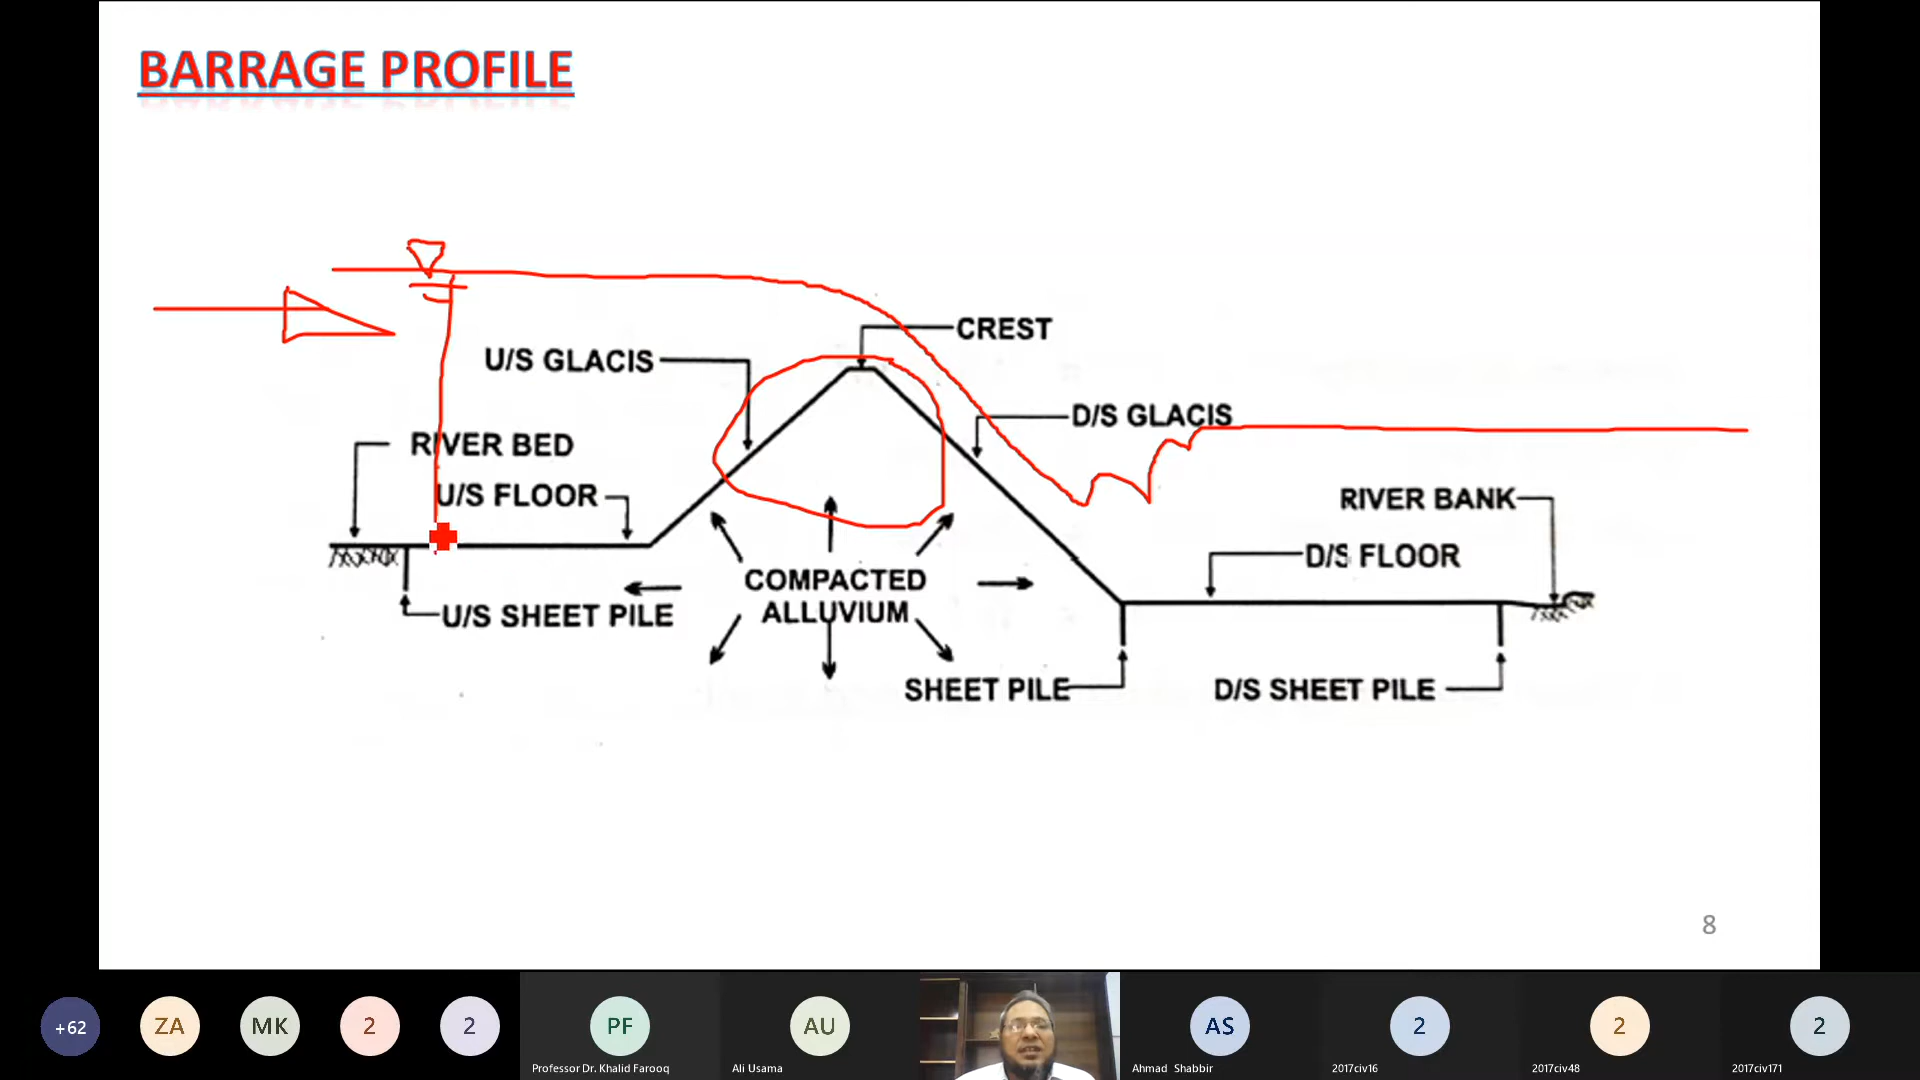 BARRAGE PROFILE
CREST
U/S GLACIS
D/S GLACIS
RIVER BED
U/S FLOOR
RIVER BANK
D/S FLOOR
COMPACTED
ALLUVIUM
U/S SHEET PILE
SHEET PILE
D/S SHEET PILE
8
+62
ZA
MK
2
2
PF
Professor Dr. Khalid Farooq
AU
Ali Usama
AS
Ahmad Shabbir
2
2017civ16
2
2017civ48
2
2017civ171